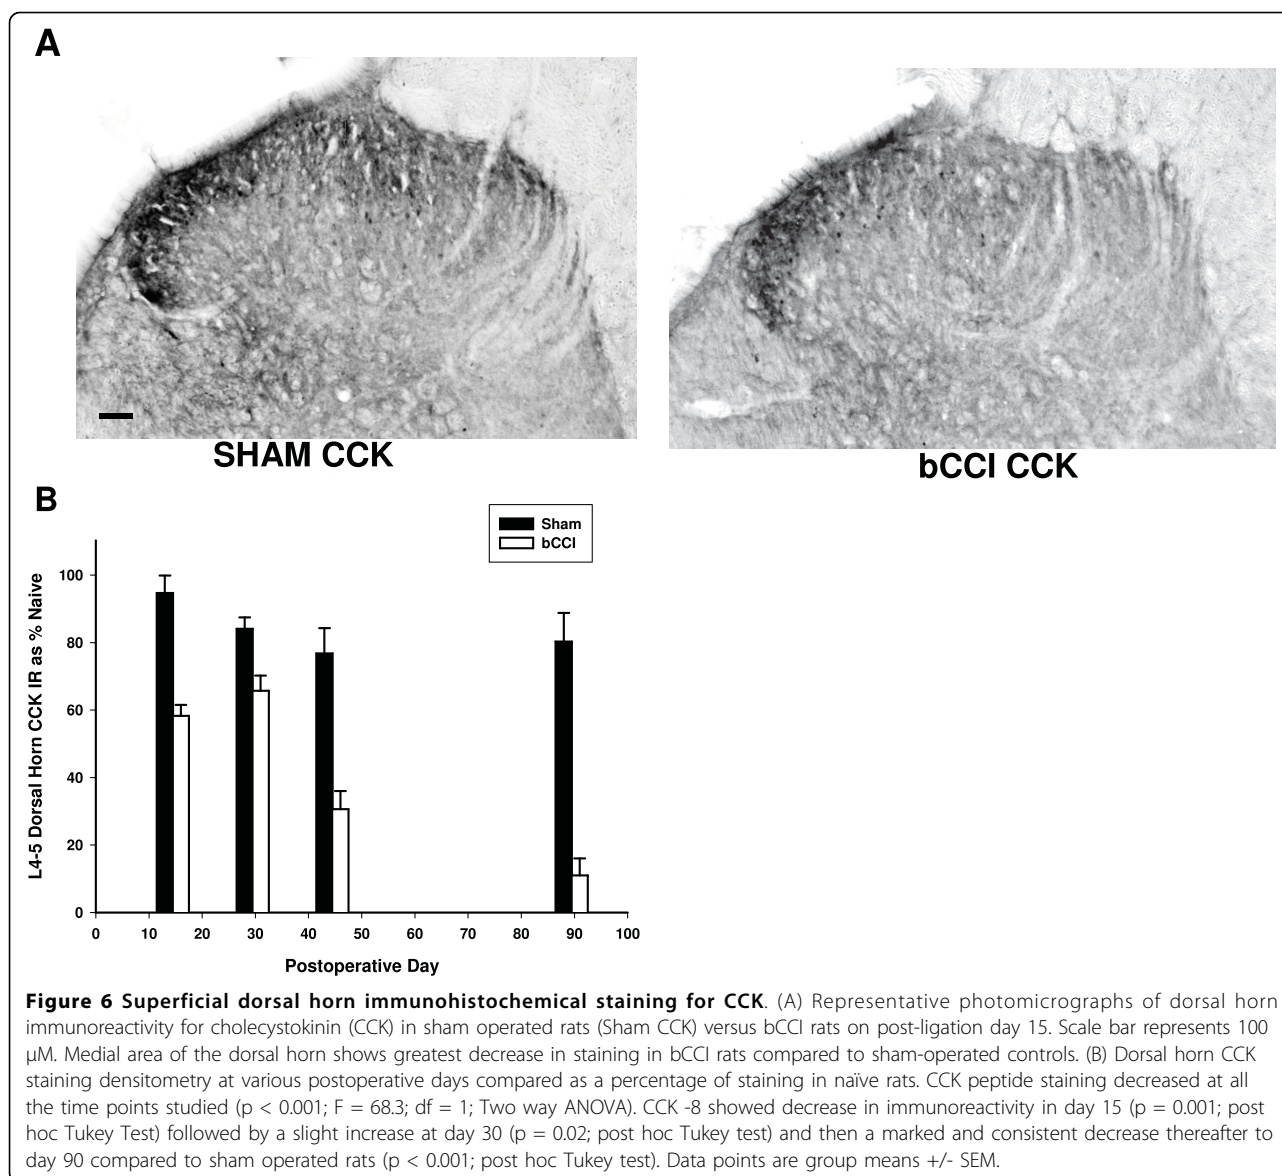 A
SHAM CCK
bCCI CCK
B
Sham
bCCI
L4-5 Dorsal Horn CCK IR as % Naive
100
80
60
40
20
0
0 10 20 30 40 50 60 70 80 90 100
Postoperative Day
Figure 6 Superficial dorsal horn immunohistochemical staining for CCK. (A) Representative photomicrographs of dorsal horn
immunoreactivity for cholecystokinin (CCK) in sham operated rats (Sham CCK) versus bCCI rats on post-ligation day 15. Scale bar represents 100
μM. Medial area of the dorsal horn shows greatest decrease in staining in bCCI rats compared to sham-operated controls. (B) Dorsal horn CCK
staining densitometry at various postoperative days compared as a percentage of staining in naïve rats. CCK peptide staining decreased at all
the time points studied (p < 0.001; F = 68.3; df = 1; Two way ANOVA). CCK -8 showed decrease in immunoreactivity in day 15 (p = 0.001; post
hoc Tukey Test) followed by a slight increase at day 30 (p = 0.02; post hoc Tukey test) and then a marked and consistent decrease thereafter to
day 90 compared to sham operated rats (p < 0.001; post hoc Tukey test). Data points are group means +/- SEM.